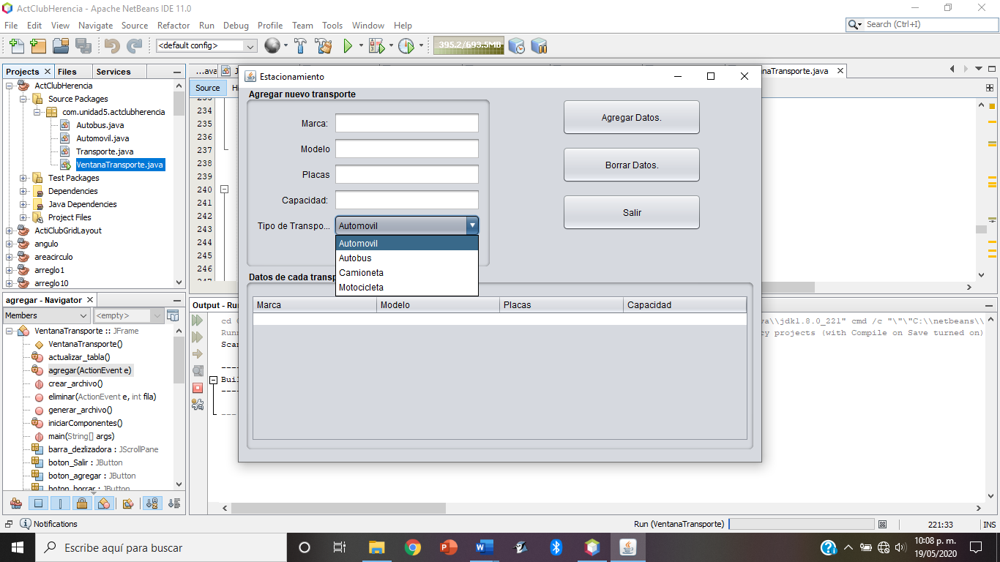 ActClubHerencia - Apache NetBeans IDE 11.0
File Edit View Navigate Source Refactor Run Debug Profile Team Tools Window Help
Search (Ctrl+I)
<default config>
395.2/693.5MB
Projects Files Services
...ava
naTransporte.java
ActClubHerencia
Source Packages
com.unidad5.actclubherencia
Autobus.java
Automovil.java
Transporte.java
VentanaTransporte.java
Test Packages
Dependencies
Java Dependencies
Project Files
ActiClubGridLayout
angulo
areacirculo
arreglo1
arreglo10
Source
233
234
235
236
237
238
239
240
241
242
243
244
245
246
247
Estacionamiento
Agregar nuevo transporte
Marca:
Modelo
Placas
Capacidad:
Tipo de Transpo...
Automovil
Automovil
Autobus
Camioneta
Motocicleta
Agregar Datos.
Borrar Datos.
Salir
Datos de cada transp
Marca Modelo Placas Capacidad
agregar - Navigator
Members
<empty>
VentanaTransporte :: JFrame
VentanaTransporte()
actualizar_tabla()
agregar(ActionEvent e)
crear_archivo()
eliminar(ActionEvent e, int fila)
generar_archivo()
iniciarComponentes()
main(String[] args)
barra_dezlizadora : JScrollPane
boton_Salir : JButton
boton_agregar : JButton
boton_borrar : JButton
Output - Ru
cd
va\\jdk1.8.0_221" cmd /c "\"\"C:\\netbeans\\
Runn
cy projects (with Compile on Save turned on)
Scan
----
Buil
----
Notifications
Run (VentanaTransporte)
221:33
INS
Escribe aquí para buscar
10:08 p. m.
19/05/2020